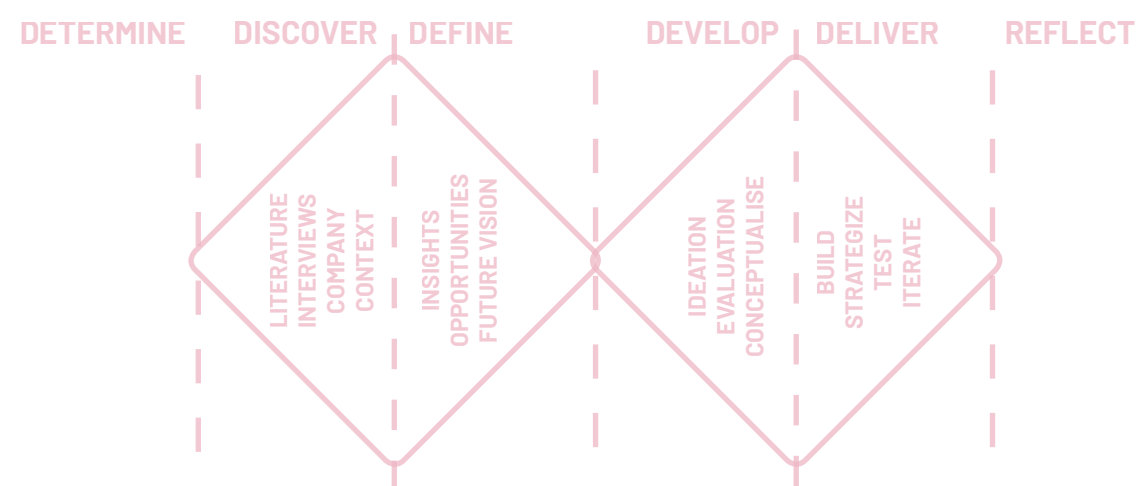 DETERMINE
DISCOVER
DEFINE
DEVELOP
DELIVER
REFLECT
LITERATURE
INTERVIEWS
COMPANY
CONTEXT
INSIGHTS
OPPORTUNITIES
FUTURE VISION
IDEATION
EVALUATION
CONCEPTUALISE
BUILD
STRATEGIZE
TEST
ITERATE